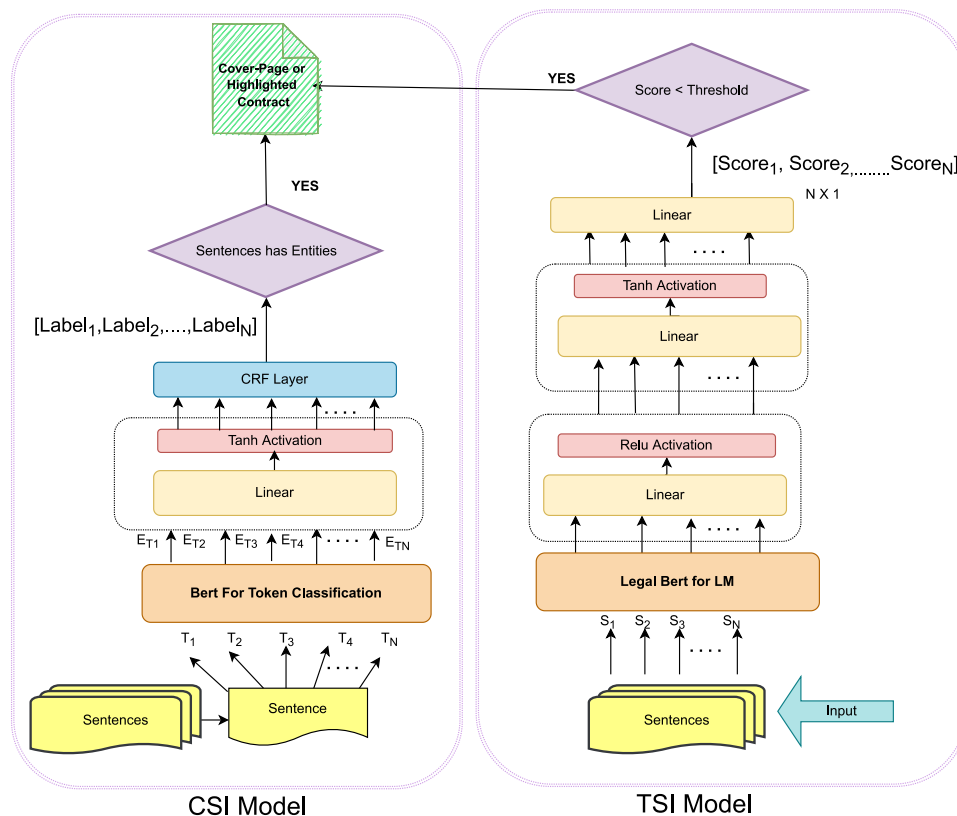 Cover-Page or
Highlighted
Contract
YES
Sentences has Entities
[Label1,Label2,....,LabelN]
CRF Layer
....
Tanh Activation
Linear
ET1 ET2 ET3 ET4 .... ETN
Bert For Token Classification
T1 T2 T3 T4 TN
....
Sentences
Sentence
CSI Model
YES
Score < Threshold
[Score1, Score2,.......ScoreN]
N X 1
Linear
....
Tanh Activation
Linear
....
Relu Activation
Linear
....
Legal Bert for LM
S1 S2 S3 SN
....
Sentences
Input
TSI Model